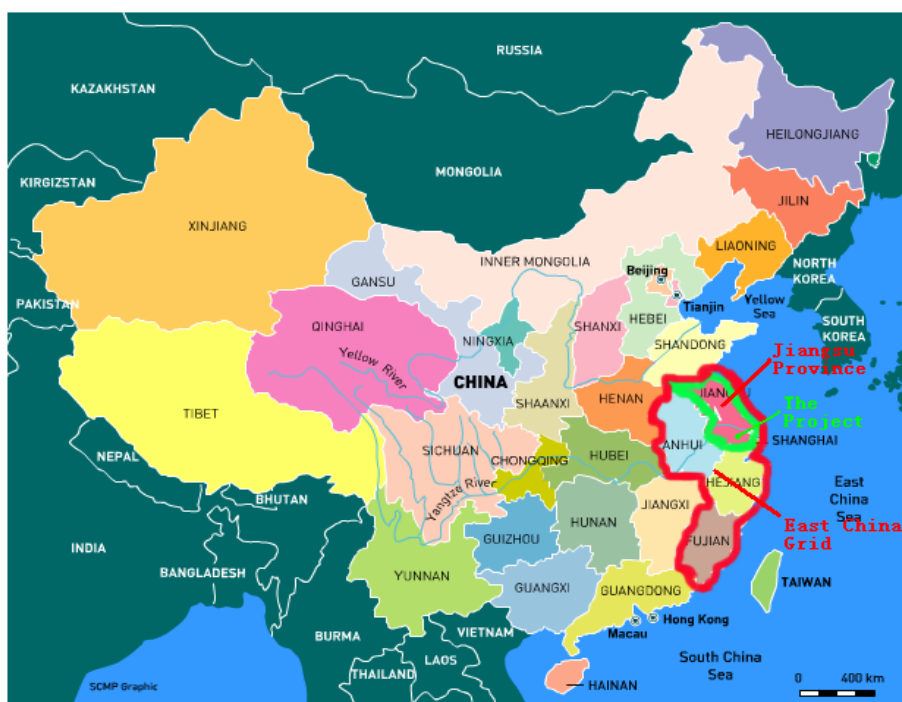 RUSSIA
KAZAKHSTAN
HEILONGJIANG
MONGOLIA
KIRGIZSTAN
JILIN
XINJIANG
LIAONING
INNER MONGOLIA
NORTH
KOREA
Beijing
GANSU
Tianjin
Yellow
Sea
PAKISTAN
HEBEI
SOUTH
KOREA
QINGHAI
SHANXI
NINGXIA
SHANDONG
Jiangsu
Province
Yellow River
CHINA
JIANG U
HENAN
SHAANXI
The
Project
TIBET
SHANGHAI
ANHUI
HUBEI
SICHUAN
CHONGQING
NEPAL
HEJIANG
East
China
Sea
Yangtze River
BHUTAN
JIANGXI
HUNAN
East China
Grid
GUIZHOU
FUJIAN
INDIA
BANGLADESH
YUNNAN
TAIWAN
GUANGXI
GUANGDONG
Hong Kong
Macau
BURMA
VIETNAM
LAOS
South China
Sea
THAILAND
HAINAN
SCMP Graphic
0 400 km